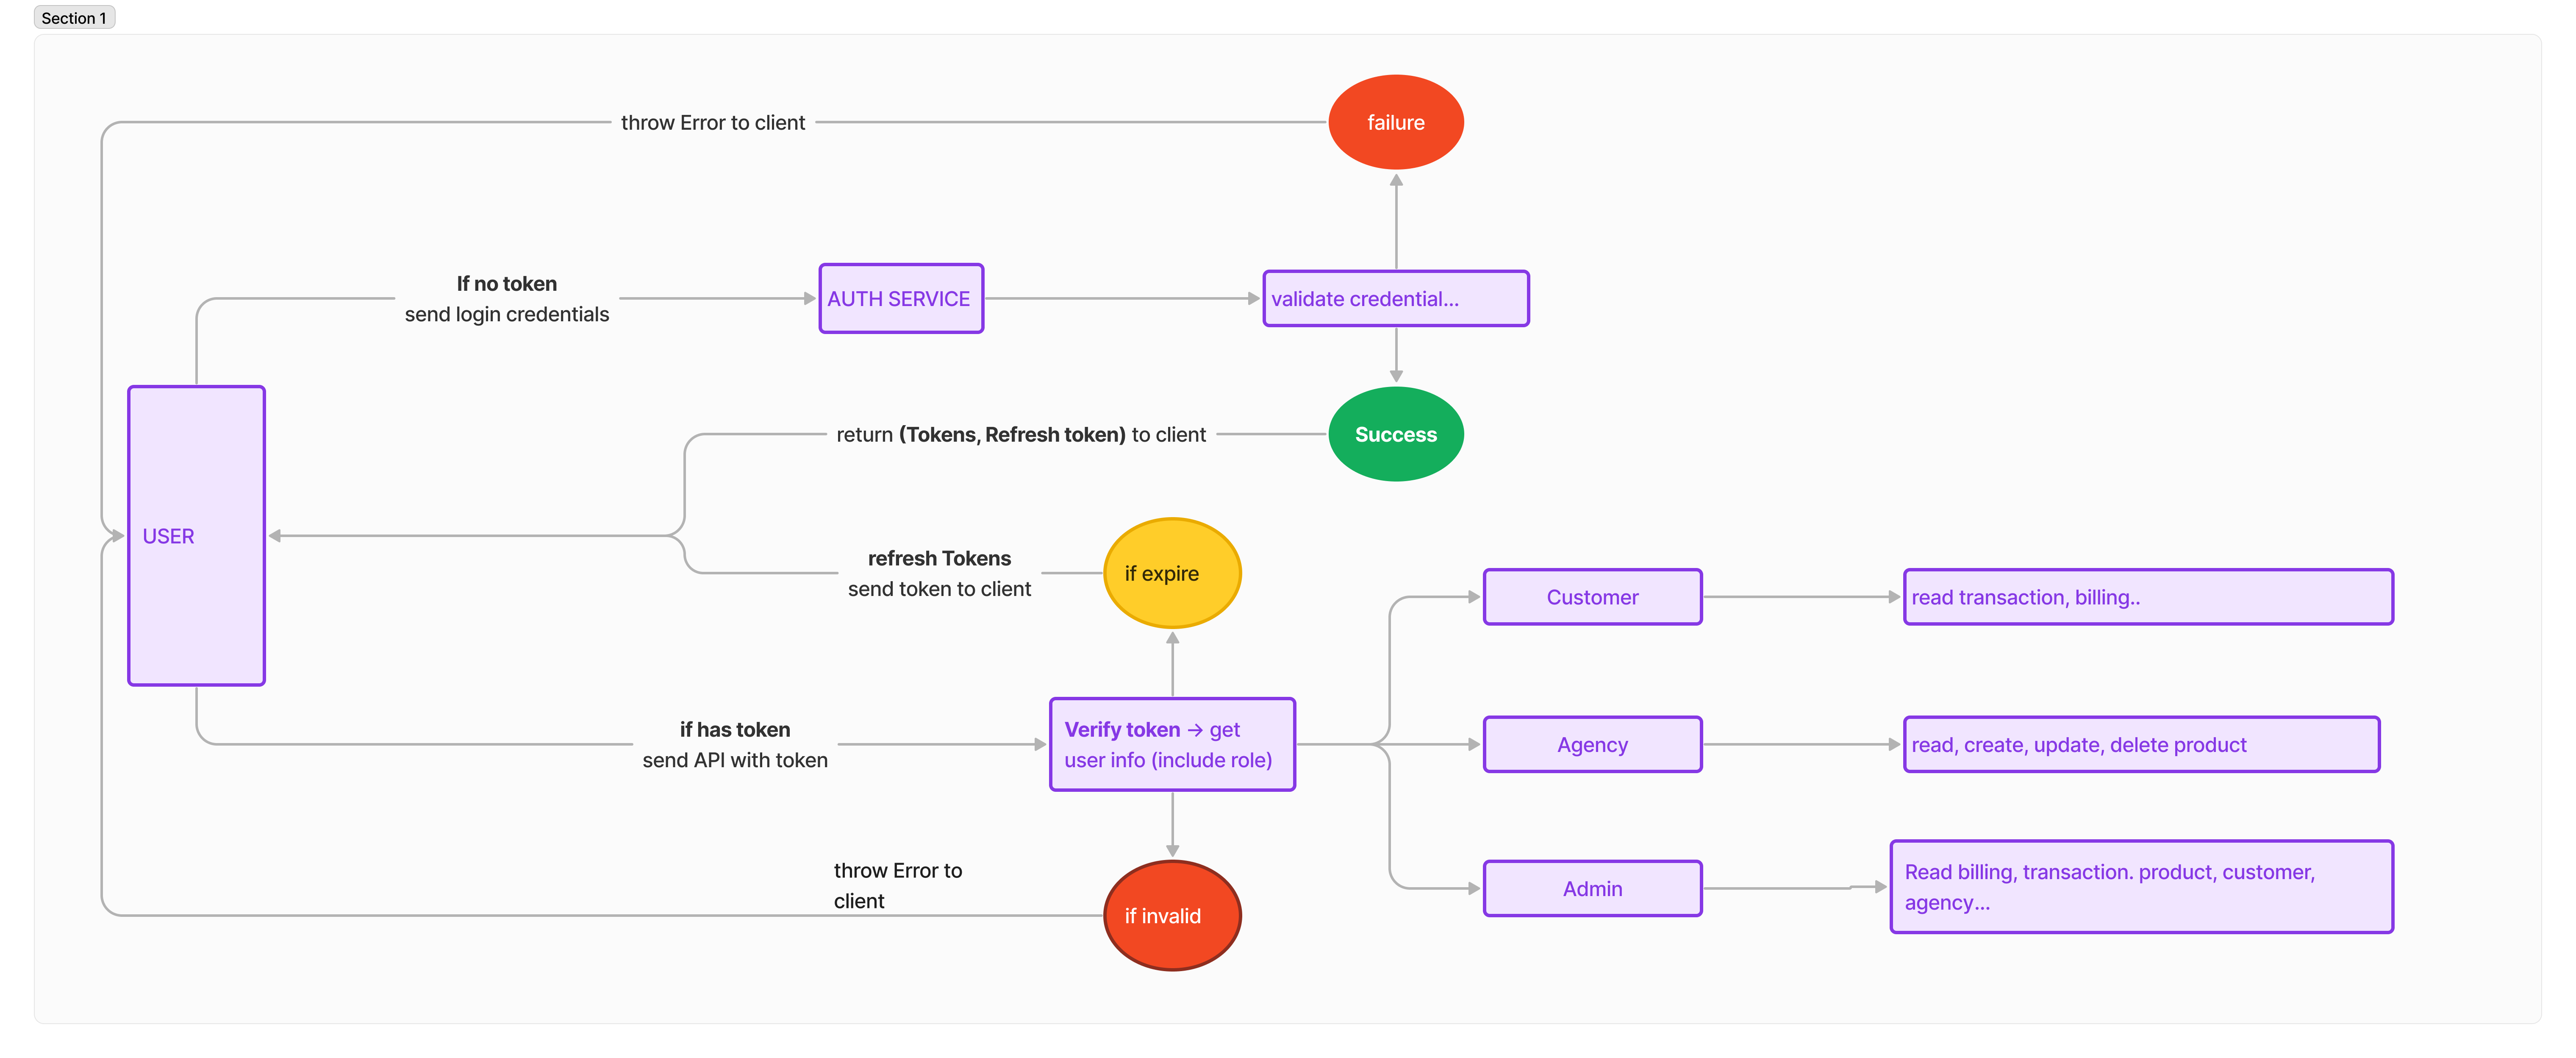 Section 1
failure
throw Error to client
If no token
send login credentials
AUTH SERVICE
validate credential...
return (Tokens, Refresh token) to client
Success
USER
refresh Tokens
send token to client
if expire
Customer
read transaction, billing..
if has token
send API with token
Verify token → get
user info (include role)
Agency
read, create, update, delete product
throw Error to
client
if invalid
Admin
Read billing, transaction. product, customer,
agency...